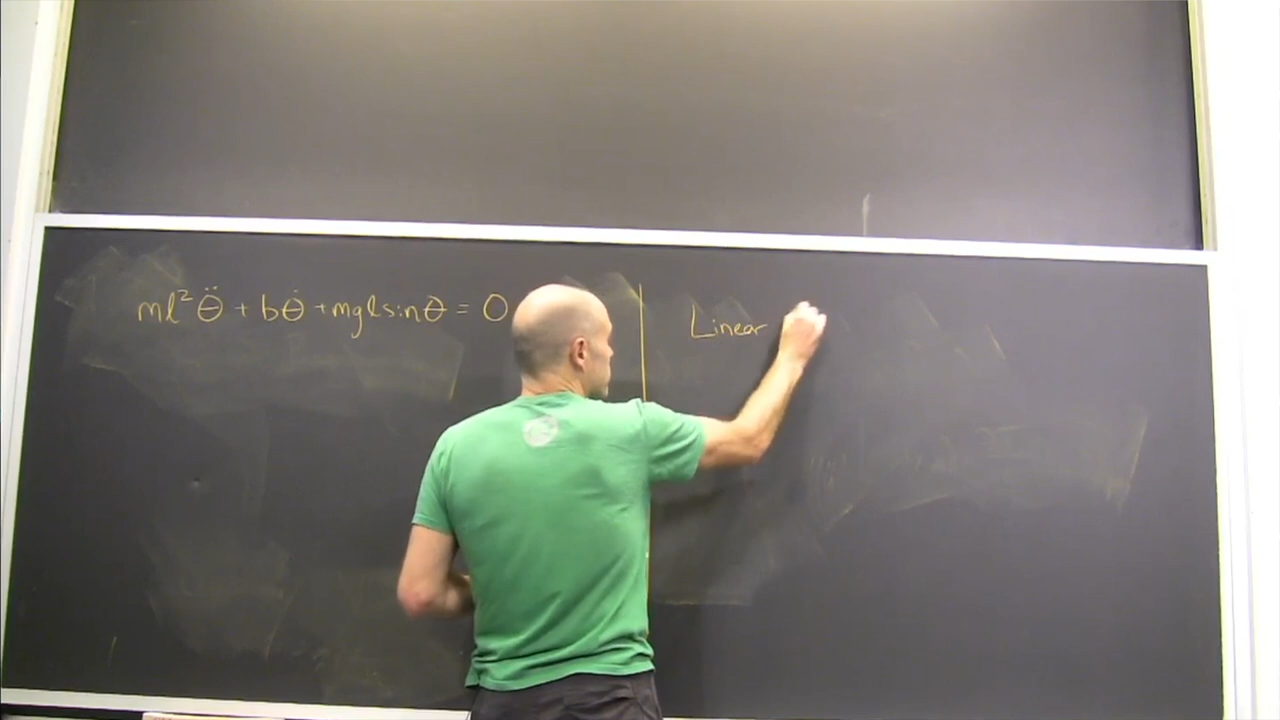 ml²θ̈ + bθ̇ + mglsinθ = 0
Linear